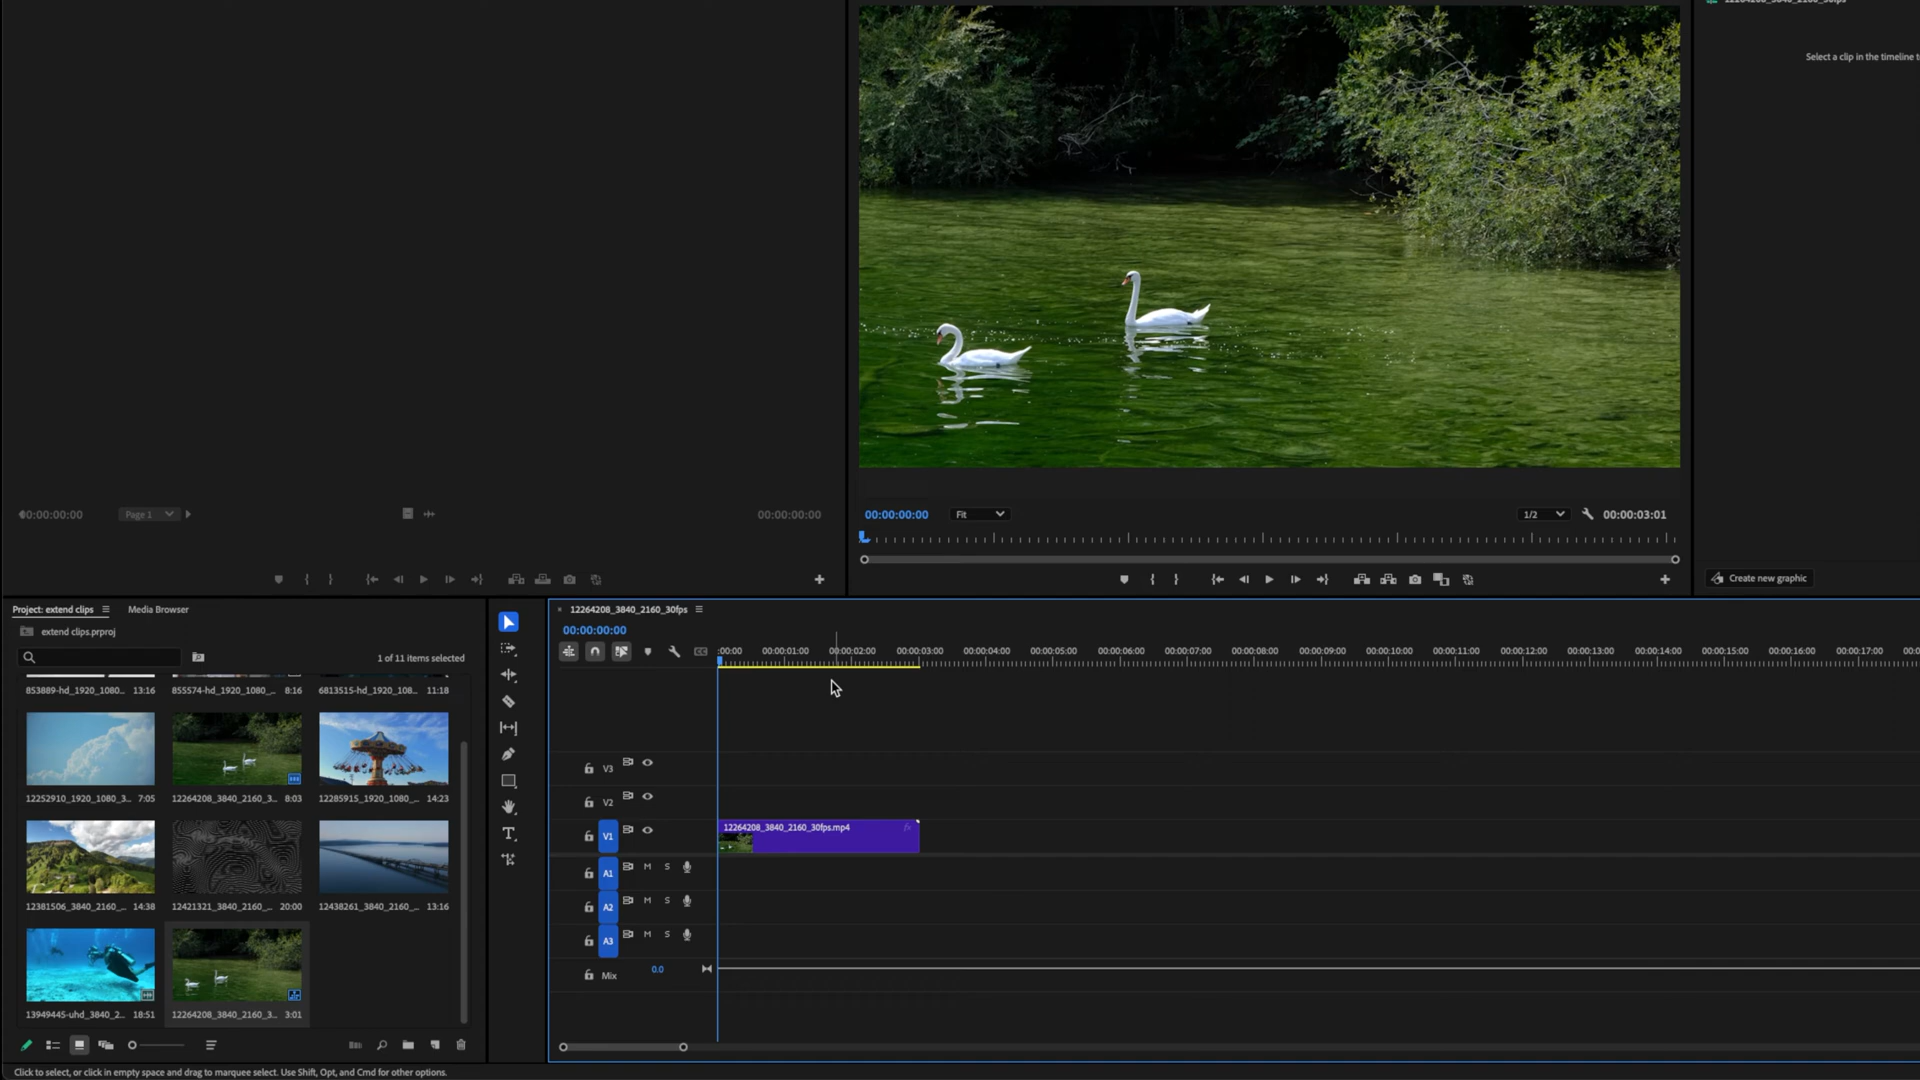 Select a clip in the timeline t
00:00:00:00
Page 1
00:00:00:00
00:00:00:00
Fit
1/2
00:00:03:01
Create new graphic
Project: extend clips
Media Browser
extend clips.prproj
1 of 11 items selected
853889-hd_1920_1080... 13:16
855574-hd_1920_1080_... 8:16
6813515-hd_1920_108... 11:18
12252910_1920_1080_3... 7:05
12264208_3840_2160_3... 8:03
12285915_1920_1080_... 14:23
12381506_3840_2160_... 14:38
12421321_3840_2160_... 20:00
12438261_3840_2160_... 13:16
13949445-uhd_3840_2... 18:51
12264208_3840_2160_3... 3:01
12264208_3840_2160_30fps
00:00:00:00
:00:00 00:00:01:00 00:00:02:00 00:00:03:00 00:00:04:00 00:00:05:00 00:00:06:00 00:00:07:00 00:00:08:00 00:00:09:00 00:00:10:00 00:00:11:00 00:00:12:00 00:00:13:00 00:00:14:00 00:00:15:00 00:00:16:00 00:00:17:00 00:0
V3
V2
V1
12264208_3840_2160_30fps.mp4
fx
A1 M S
A2 M S
A3 M S
Mix 0.0
Click to select, or click in empty space and drag to marquee select. Use Shift, Opt, and Cmd for other options.